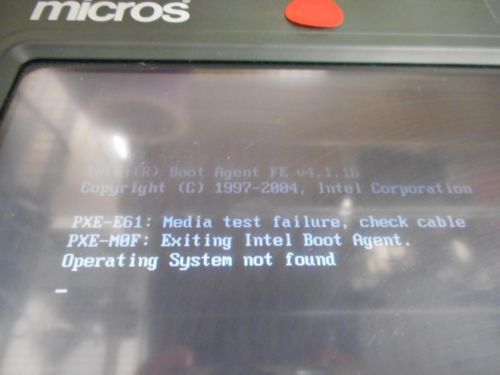 micros
Intel(R) Boot Agent FE v4.1.16
Copyright (C) 1997-2004, Intel Corporation
PXE-E61: Media test failure, check cable
PXE-M0F: Exiting Intel Boot Agent.
Operating System not found